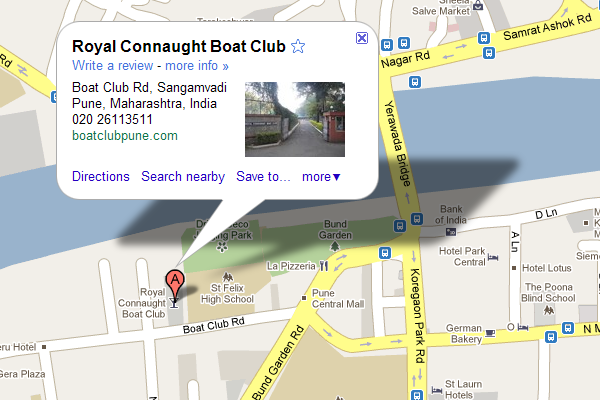 Royal Connaught Boat Club
Write a review - more info »
Boat Club Rd, Sangamvadi
Pune, Maharashtra, India
020 26113511
boatclubpune.com
Directions Search nearby Save to... more▼
Salve Auto
Samrat Ashok Rd
Nagar Rd
Rd
Yerawada Bridge
Bank
of India
D Ln
A Ln
Bund
Garden
Park
La Pizzeria
Hotel Park
Central
Hotel Lotus
The Poona
Blind School
St Felix
High School
Pune
Central Mall
Royal
Connaught
Boat Club
A
Boat Club Rd
Bund Garden Rd
Koregaon Park Rd
German
Bakery
O
N M
Hotel
Gera Plaza
St Laurn
Hotels